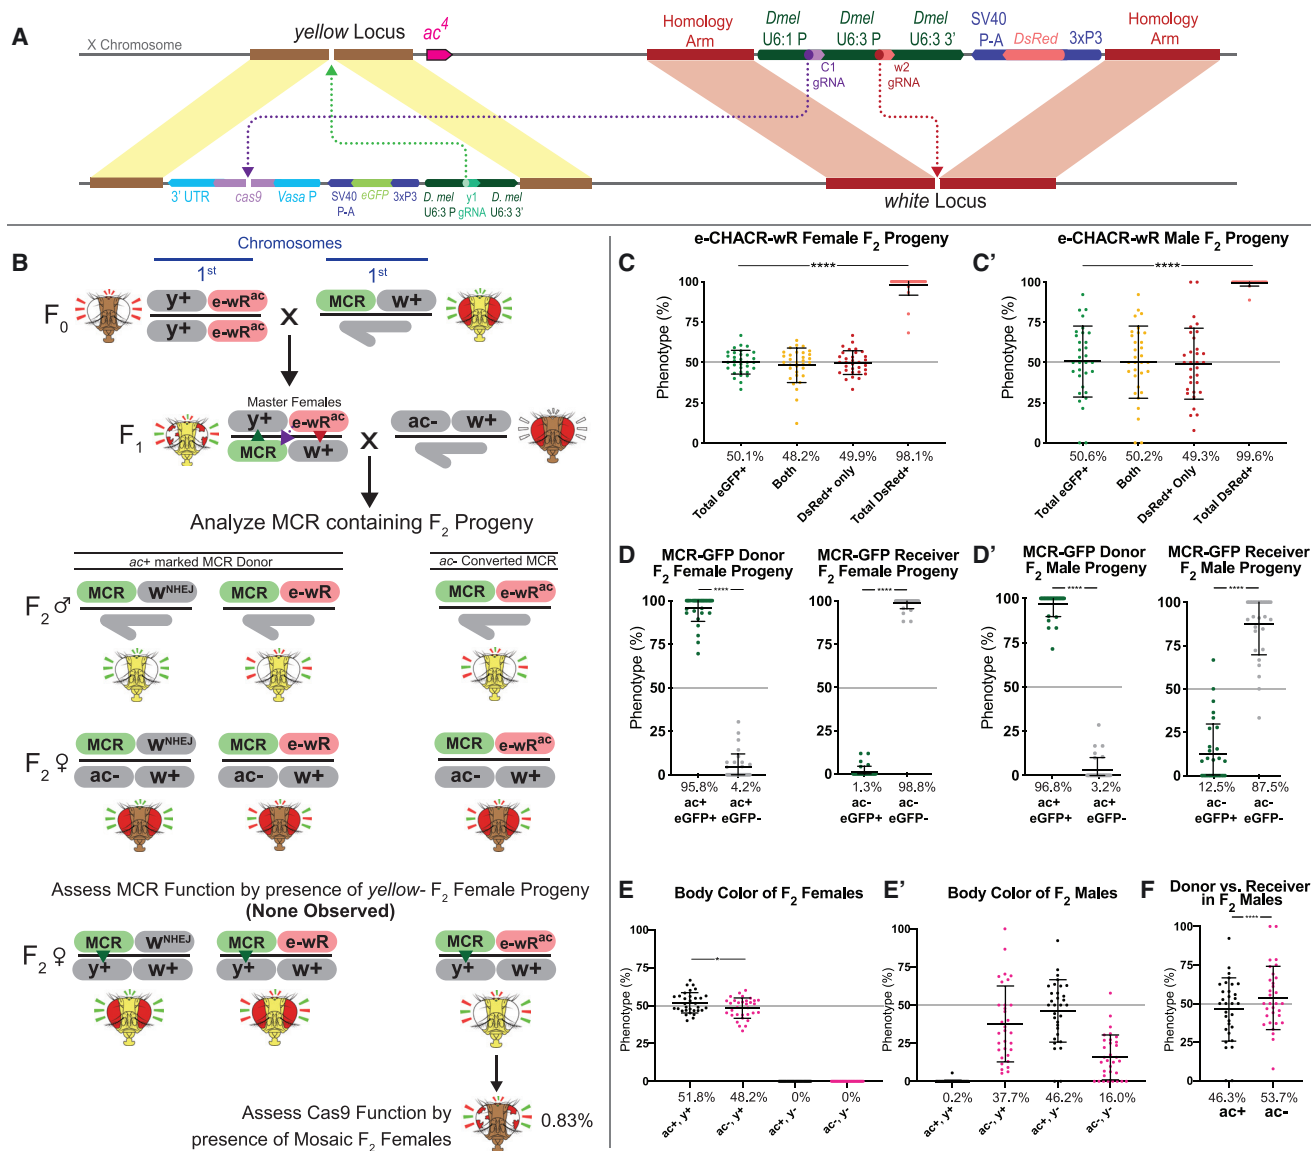 A
X Chromosome
yellow Locus
ac4
Homology Arm
Dmel U6:1 P
Dmel U6:3 P
Dmel U6:3 3'
SV40 P-A
DsRed
3xP3
Homology Arm
C1 gRNA
w2 gRNA
3' UTR
cas9
Vasa P
SV40 P-A
eGFP
3xP3
D. mel U6:3 P
y1 gRNA
D. mel U6:3 3'
white Locus
B
Chromosomes
1st
1st
F0
y+
e-wRac
y+
e-wRac
X
MCR
w+
Master Females
F1
y+
e-wRac
MCR
w+
X
ac-
w+
Analyze MCR containing F2 Progeny
ac+ marked MCR Donor
ac- Converted MCR
F2 ♂
MCR
WNHEJ
MCR
e-wR
MCR
e-wRac
F2 ♀
MCR
WNHEJ
ac-
w+
MCR
e-wR
ac-
w+
MCR
e-wRac
ac-
w+
Assess MCR Function by presence of yellow- F2 Female Progeny
(None Observed)
F2 ♀
MCR
WNHEJ
y+
w+
MCR
e-wR
y+
w+
MCR
e-wRac
y+
w+
Assess Cas9 Function by
presence of Mosaic F2 Females
0.83%
C
e-CHACR-wR Female F2 Progeny
****
Phenotype (%)
100
75
50
25
0
50.1%
48.2%
49.9%
98.1%
Total eGFP+
Both
DsRed+ only
Total DsRed+
C'
e-CHACR-wR Male F2 Progeny
****
Phenotype (%)
100
75
50
25
0
50.6%
50.2%
49.3%
99.6%
Total eGFP+
Both
DsRed+ Only
Total DsRed+
D
MCR-GFP Donor
F2 Female Progeny
****
Phenotype (%)
100
75
50
25
0
95.8%
4.2%
ac+ eGFP+
ac+ eGFP-
MCR-GFP Receiver
F2 Female Progeny
****
1.3%
98.8%
ac- eGFP+
ac- eGFP-
D'
MCR-GFP Donor
F2 Male Progeny
****
Phenotype (%)
100
75
50
25
0
96.8%
3.2%
ac+ eGFP+
ac+ eGFP-
MCR-GFP Receiver
F2 Male Progeny
****
100
75
50
25
0
12.5%
87.5%
ac- eGFP+
ac- eGFP-
E
Body Color of F2 Females
*
Phenotype (%)
100
75
50
25
0
51.8%
48.2%
0%
0%
ac+, y+
ac-, y+
ac+, y-
ac-, y-
E'
Body Color of F2 Males
Phenotype (%)
100
75
50
25
0
0.2%
37.7%
46.2%
16.0%
ac+, y+
ac-, y+
ac+, y-
ac-, y-
F
Donor vs. Receiver
in F2 Males
****
Phenotype (%)
100
75
50
25
0
46.3%
53.7%
ac+
ac-